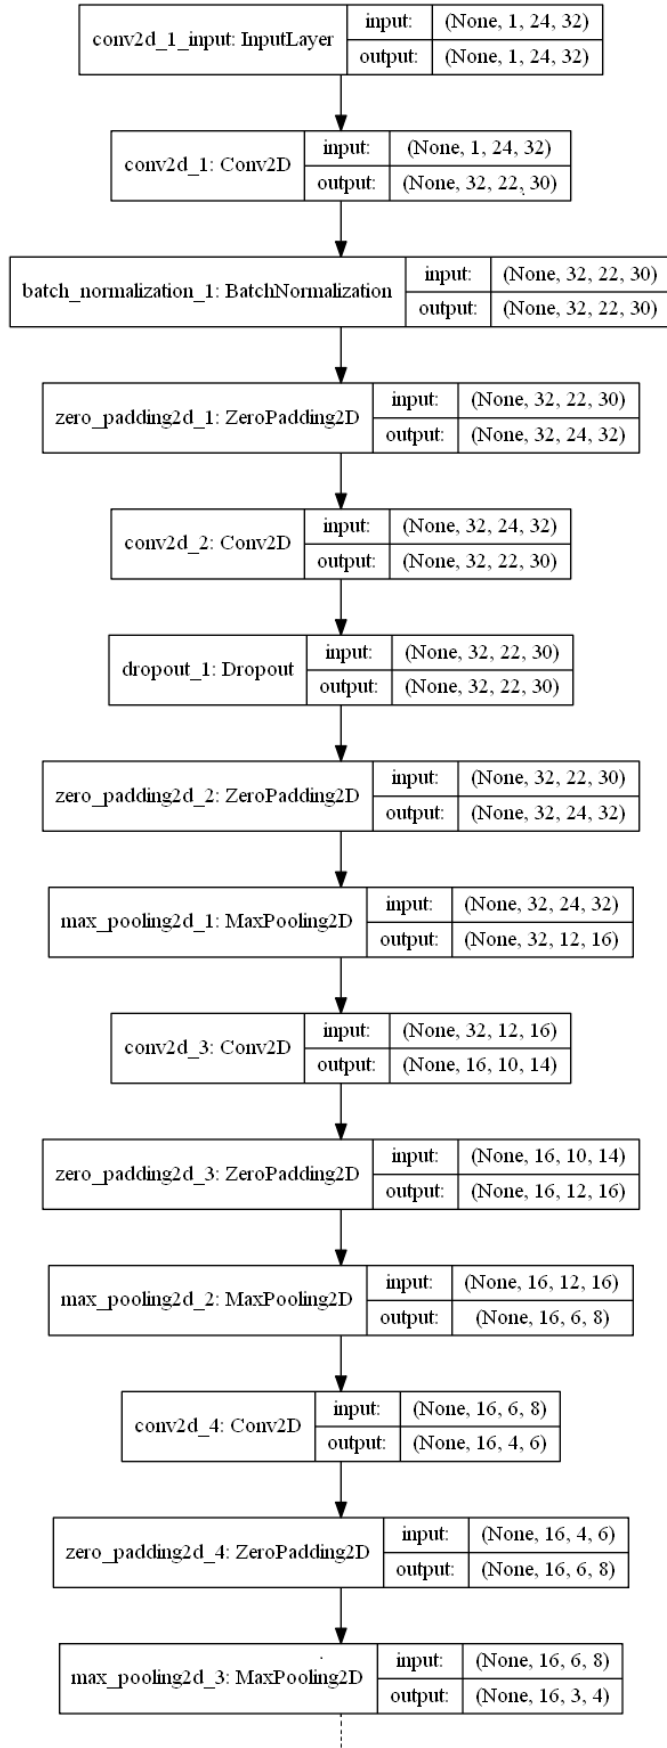 conv2d_1_input: InputLayer input: (None, 1, 24, 32)
output: (None, 1, 24, 32)
conv2d_1: Conv2D input: (None, 1, 24, 32)
output: (None, 32, 22, 30)
batch_normalization_1: BatchNormalization input: (None, 32, 22, 30)
output: (None, 32, 22, 30)
zero_padding2d_1: ZeroPadding2D input: (None, 32, 22, 30)
output: (None, 32, 24, 32)
conv2d_2: Conv2D input: (None, 32, 24, 32)
output: (None, 32, 22, 30)
dropout_1: Dropout input: (None, 32, 22, 30)
output: (None, 32, 22, 30)
zero_padding2d_2: ZeroPadding2D input: (None, 32, 22, 30)
output: (None, 32, 24, 32)
max_pooling2d_1: MaxPooling2D input: (None, 32, 24, 32)
output: (None, 32, 12, 16)
conv2d_3: Conv2D input: (None, 32, 12, 16)
output: (None, 16, 10, 14)
zero_padding2d_3: ZeroPadding2D input: (None, 16, 10, 14)
output: (None, 16, 12, 16)
max_pooling2d_2: MaxPooling2D input: (None, 16, 12, 16)
output: (None, 16, 6, 8)
conv2d_4: Conv2D input: (None, 16, 6, 8)
output: (None, 16, 4, 6)
zero_padding2d_4: ZeroPadding2D input: (None, 16, 4, 6)
output: (None, 16, 6, 8)
max_pooling2d_3: MaxPooling2D input: (None, 16, 6, 8)
output: (None, 16, 3, 4)